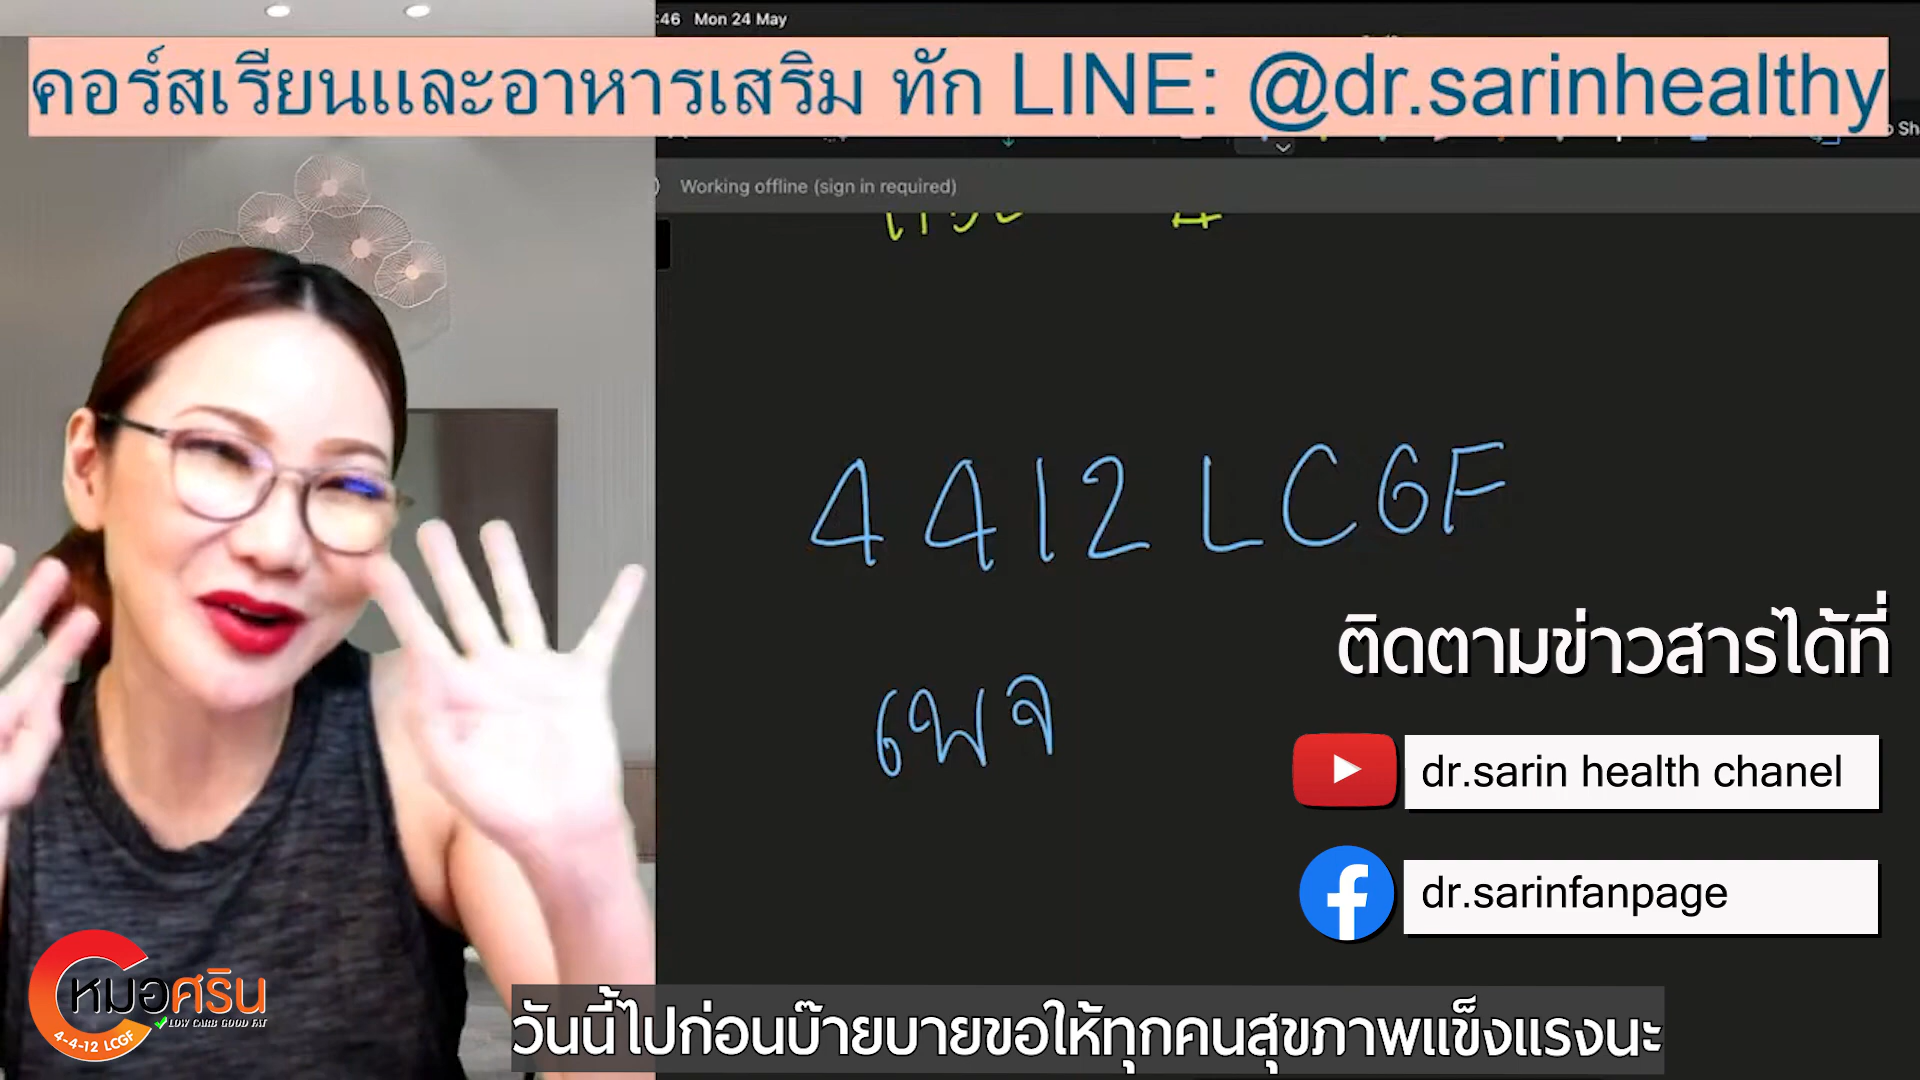 :46 Mon 24 May
คอร์สเรียนและอาหารเสริม ทัก LINE: @dr.sarinhealthy
Working offline (sign in required)
4412 LCGF
เพจ
ติดตามข่าวสารได้ที่
dr.sarin health chanel
dr.sarinfanpage
หมอศริน
LOW CARB GOOD FAT
4-4-12 LCGF
วันนี้ไปก่อนบ๊ายบายขอให้ทุกคนสุขภาพแข็งแรงนะ